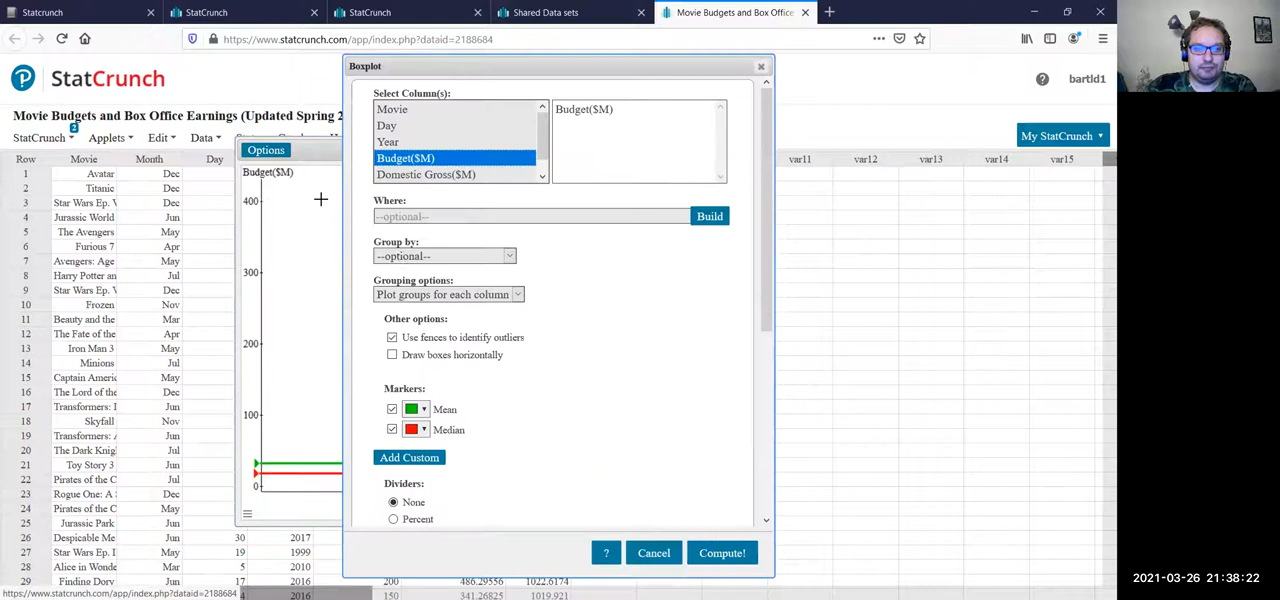 Statcrunch
StatCrunch
StatCrunch
Shared Data sets
Movie Budgets and Box Office
https://www.statcrunch.com/app/index.php?dataid=2188684
StatCrunch
bartld1
Movie Budgets and Box Office Earnings (Updated Spring 2
StatCrunch
2
Applets
Edit
Data
My StatCrunch
Row Movie Month Day var11 var12 var13 var14 var15
1 Avatar Dec
2 Titanic Dec
3 Star Wars Ep. V Dec
4 Jurassic World Jun
5 The Avengers May
6 Furious 7 Apr
7 Avengers: Age May
8 Harry Potter an Jul
9 Star Wars Ep. V Dec
10 Frozen Nov
11 Beauty and the Mar
12 The Fate of the Apr
13 Iron Man 3 May
14 Minions Jul
15 Captain Americ May
16 The Lord of the Dec
17 Transformers: I Jun
18 Skyfall Nov
19 Transformers: A Jun
20 The Dark Knig Jul
21 Toy Story 3 Jun
22 Pirates of the C Jul
23 Rogue One: A S Dec
24 Pirates of the C May
25 Jurassic Park Jun
26 Despicable Me Jun 30 2017
27 Star Wars Ep. I May 19 1999
28 Alice in Wonde Mar 5 2010
29 Finding Dory Jun 17 2016 200 486.29556 1022.6174
4 2016 150 341.26825 1019.921
https://www.statcrunch.com/app/index.php?dataid=2188684
Options
Budget($M)
400
300
200
100
0
Boxplot
Select Column(s):
Movie
Day
Year
Budget($M)
Domestic Gross($M)
Budget($M)
Where:
--optional--
Build
Group by:
--optional--
Grouping options:
Plot groups for each column
Other options:
Use fences to identify outliers
Draw boxes horizontally
Markers:
Mean
Median
Add Custom
Dividers:
None
Percent
?
Cancel
Compute!
2021-03-26 21:38:22